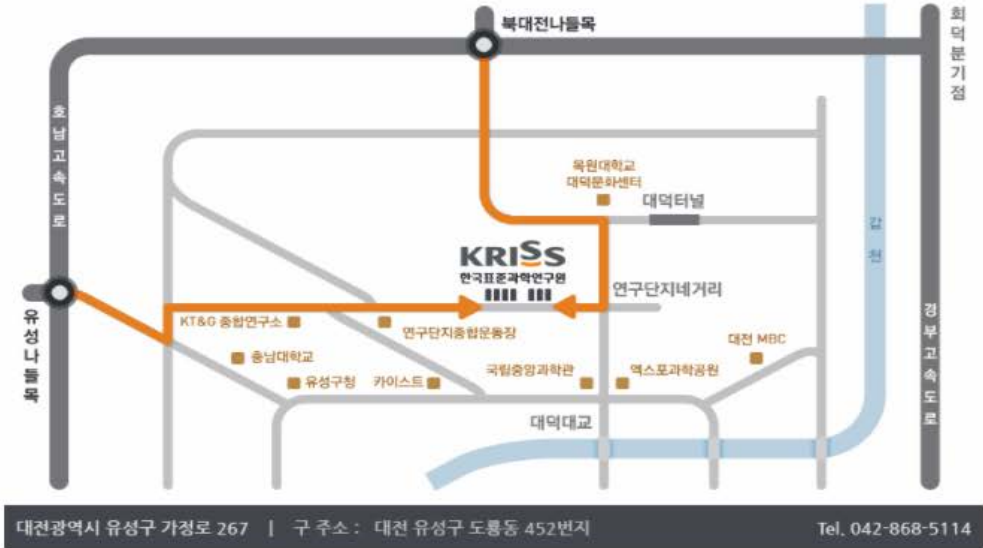 북대전나들목
회덕분기점
호남고속도로
목원대학교
대덕문화센터
대덕터널
갑천
KRISS
한국표준과학연구원
연구단지네거리
유성나들목
KT&G 중합연구소
연구단지종합운동장
대전 MBC
충남대학교
국립중앙과학관
엑스포과학공원
유성구청
카이스트
경부고속도로
대덕대교
대전광역시 유성구 가정로 267 | 구 주소 : 대전 유성구 도룡동 452번지
Tel. 042-868-5114